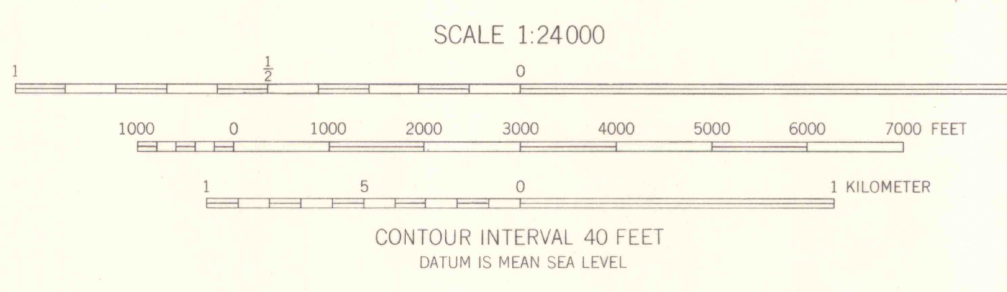 SCALE 1:24000
1 1/2 0
1000 0 1000 2000 3000 4000 5000 6000 7000 FEET
1 5 0 1 KILOMETER
CONTOUR INTERVAL 40 FEET
DATUM IS MEAN SEA LEVEL